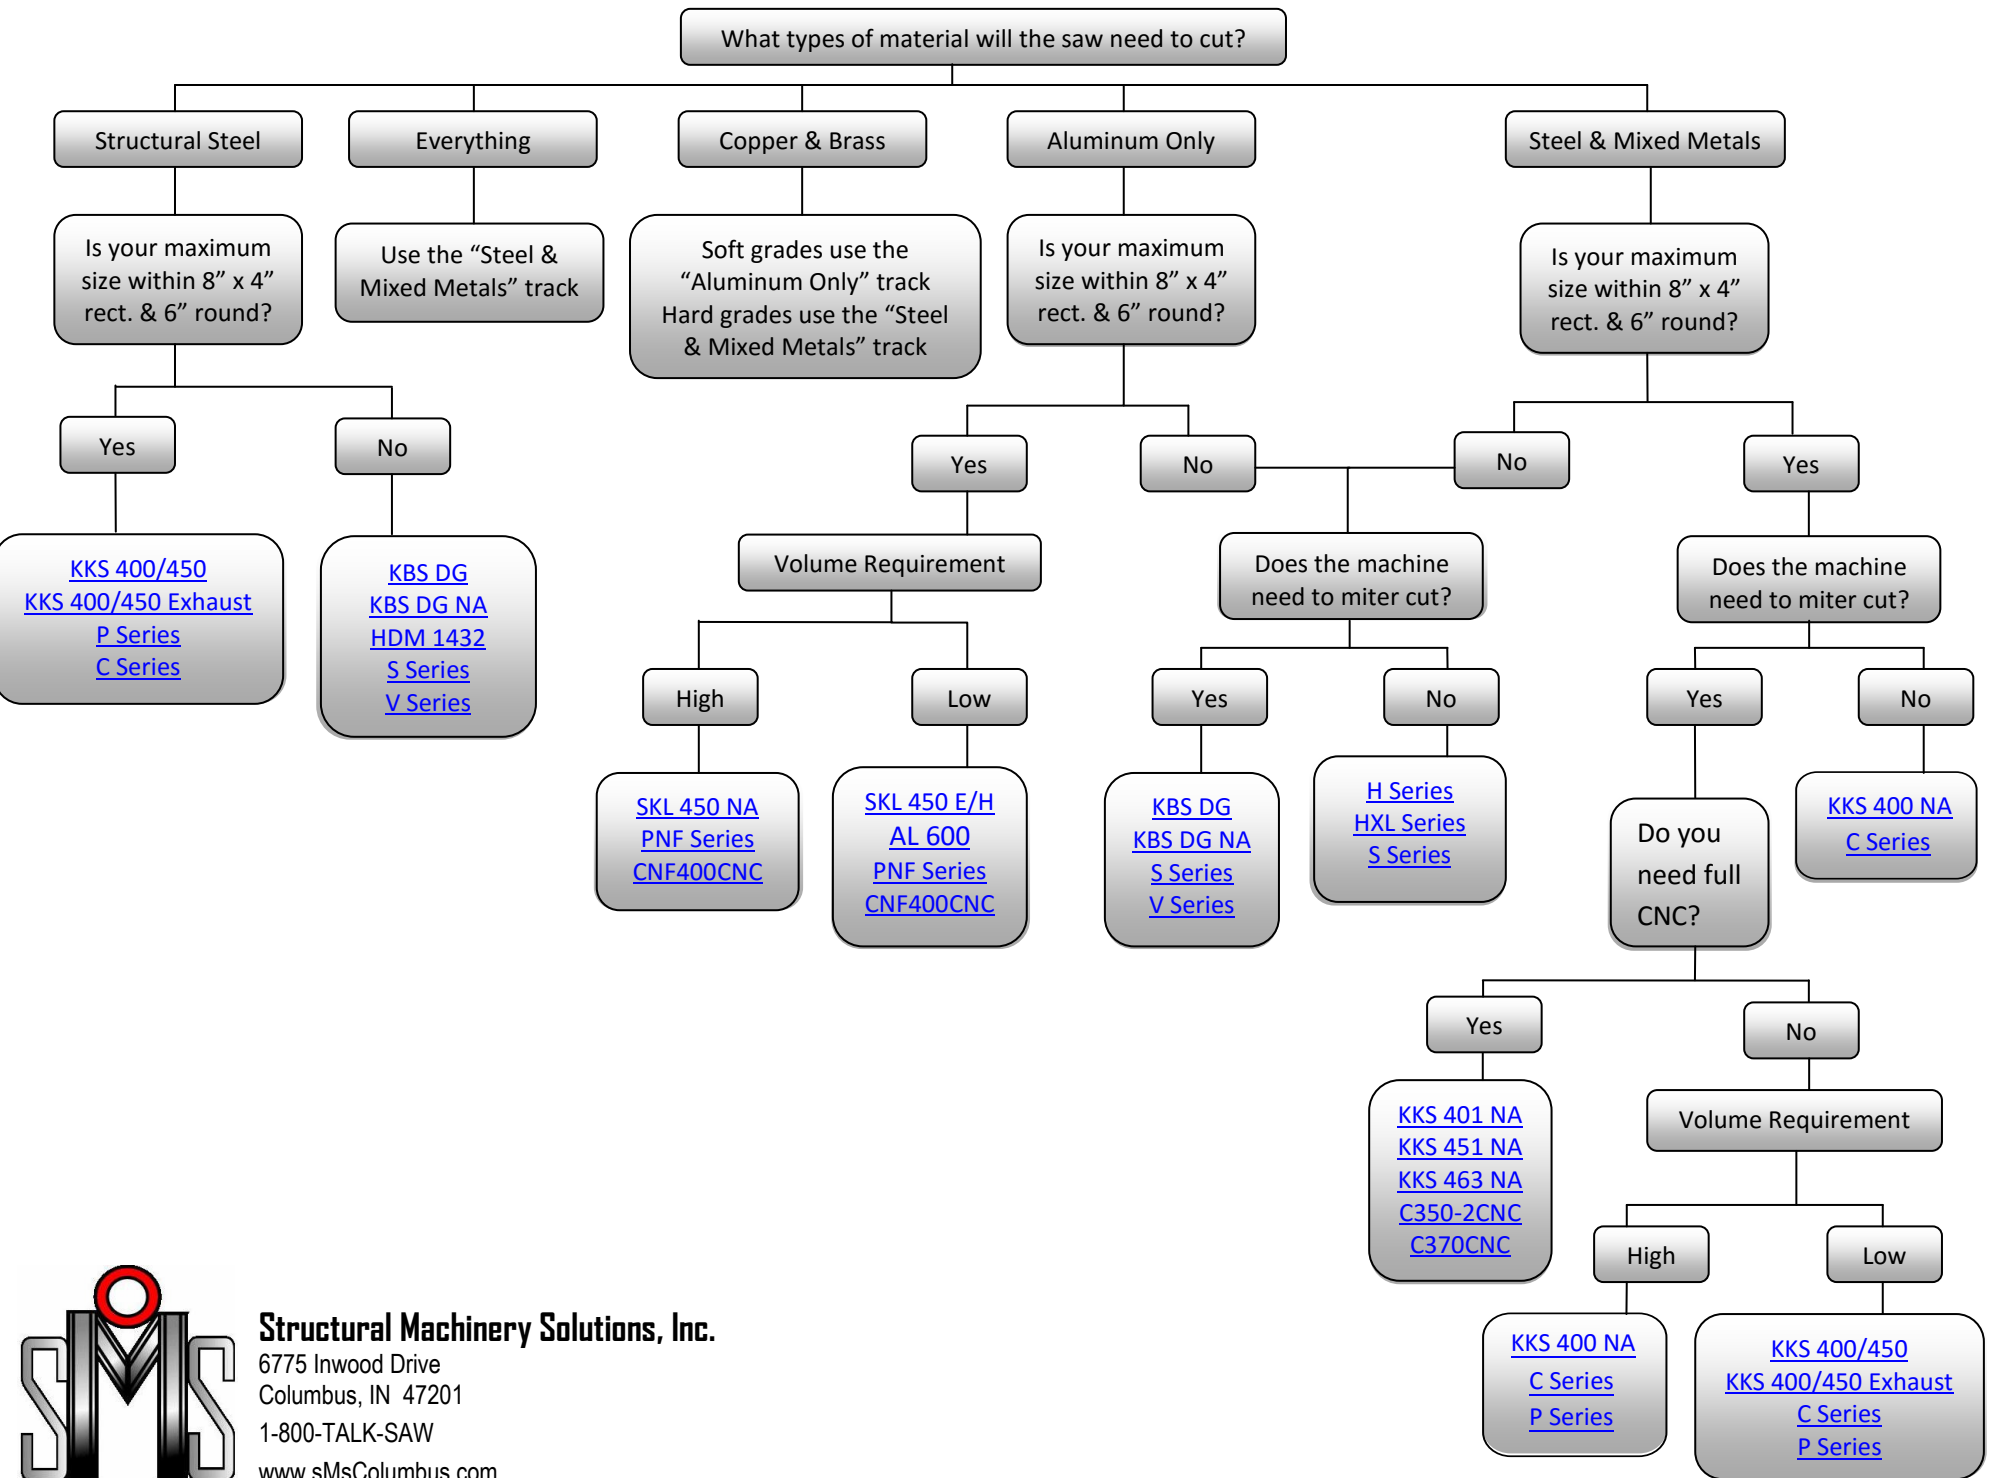 What types of material will the saw need to cut?
Structural Steel
Everything
Copper & Brass
Aluminum Only
Steel & Mixed Metals
Is your maximum
size within 8” x 4”
rect. & 6” round?
Use the “Steel &
Mixed Metals” track
Soft grades use the
“Aluminum Only” track
Hard grades use the “Steel
& Mixed Metals” track
Is your maximum
size within 8” x 4”
rect. & 6” round?
Is your maximum
size within 8” x 4”
rect. & 6” round?
Yes
No
Yes
No
No
Yes
KKS 400/450
KKS 400/450 Exhaust
P Series
C Series
KBS DG
KBS DG NA
HDM 1432
S Series
V Series
Volume Requirement
Does the machine
need to miter cut?
Does the machine
need to miter cut?
High
Low
Yes
No
Yes
No
SKL 450 NA
PNF Series
CNF400CNC
SKL 450 E/H
AL 600
PNF Series
CNF400CNC
KBS DG
KBS DG NA
S Series
V Series
H Series
HXL Series
S Series
Do you
need full
CNC?
KKS 400 NA
C Series
Yes
No
KKS 401 NA
KKS 451 NA
KKS 463 NA
C350-2CNC
C370CNC
Volume Requirement
High
Low
KKS 400 NA
C Series
P Series
KKS 400/450
KKS 400/450 Exhaust
C Series
P Series
SMS
Structural Machinery Solutions, Inc.
6775 Inwood Drive
Columbus, IN 47201
1-800-TALK-SAW
www.sMsColumbus.com